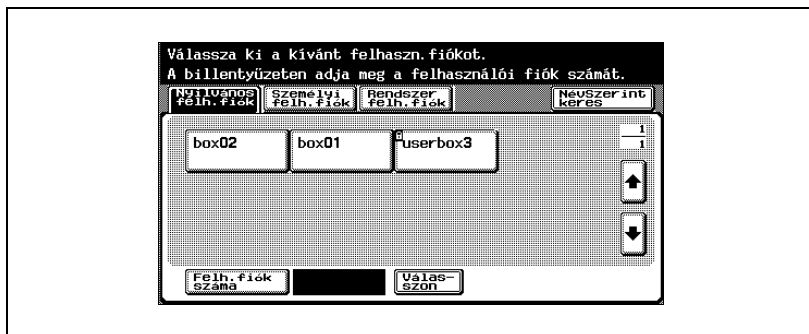 Válassza ki a kívánt felhaszn.fiókot.
A billentyűzeten adja meg a felhasználói fiók számát.
Nyilvános felh.fiók
Személyi felh.fiók
Rendszer felh.fiók
NévSzerint keres
box02
box01
userbox3
1
1
Felh.fiók száma
Válas-
szon